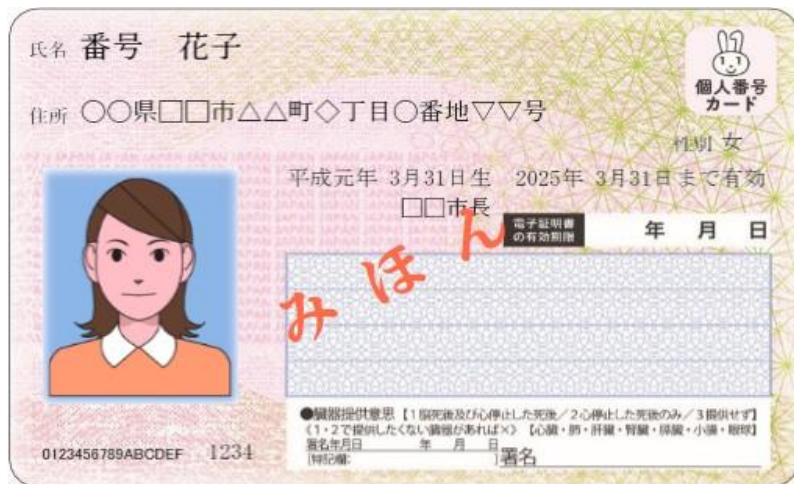 氏名 番号 花子
個人番号
カード
住所 〇〇県□□市△△町◇丁目〇番地▽▽号
性別 女
平成元年 3月31日生 2025年 3月31日まで有効
□□市長
電子証明書
の有効期限 年 月 日
みほん
●臓器提供意思【1脳死後及び心停止した死後/2心停止した死後のみ/3提供せず】
《1・2で提供したくない臓器があれば×》【心臓・肺・肝臓・腎臓・膵臓・小腸・眼球】
署名年月日 年 月 日
[特記欄: ] 署名
0123456789ABCDEF 1234